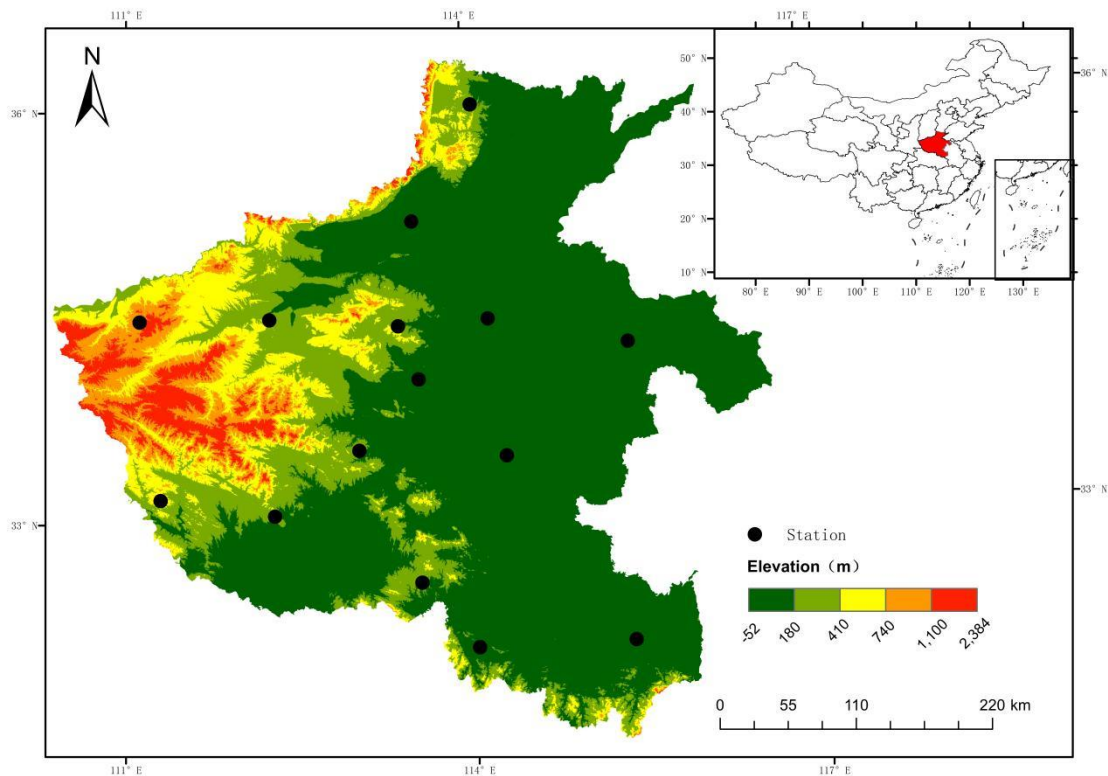 111° E
114° E
117° E
N
36° N
36° N
50° N
40° N
30° N
20° N
10° N
80° E
90° E
100° E
110° E
120° E
130° E
33° N
33° N
Station
Elevation（m）
-52
180
410
740
1,100
2,384
0 55 110 220 km
111° E
114° E
117° E